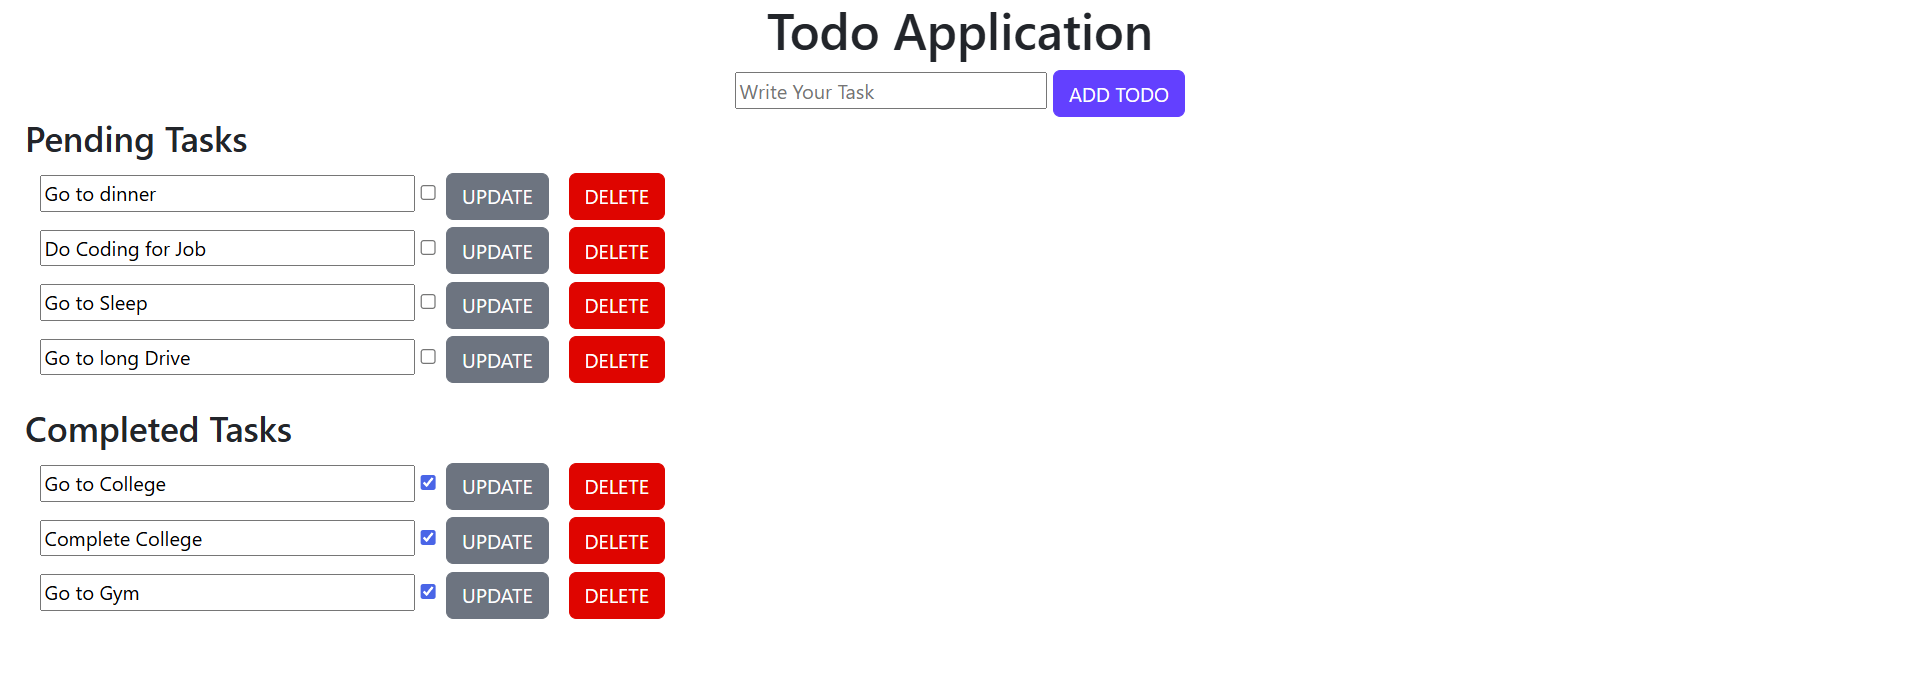 Todo Application
Write Your Task ADD TODO
Pending Tasks
Go to dinner UPDATE DELETE
Do Coding for Job UPDATE DELETE
Go to Sleep UPDATE DELETE
Go to long Drive UPDATE DELETE
Completed Tasks
Go to College UPDATE DELETE
Complete College UPDATE DELETE
Go to Gym UPDATE DELETE